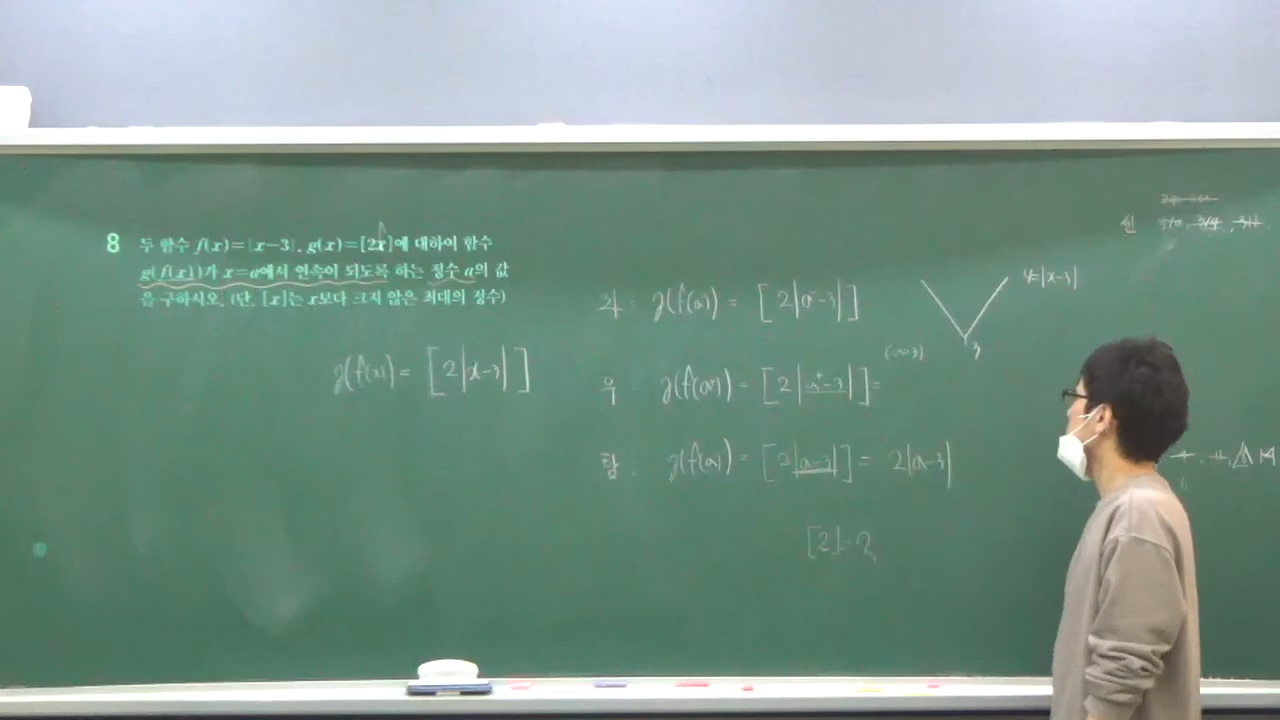 8 두 함수 f(x)=|x-3|, g(x)=[2x]에 대하여 함수
g(f(x))가 x=a에서 연속이 되도록 하는 정수 a의 값
을 구하시오. (단, [x]는 x보다 크지 않은 최대의 정수)
g(f(x))= [2|x-3|]
좌: g(f(a⁻)) = [2|a⁻-3|]
y=|x-3|
3
(a>3)
우 g(f(a⁺)) = [2|a⁺-3|]=
함. g(f(a)) = [2|a-3|] = 2|a-3|
[2]=2